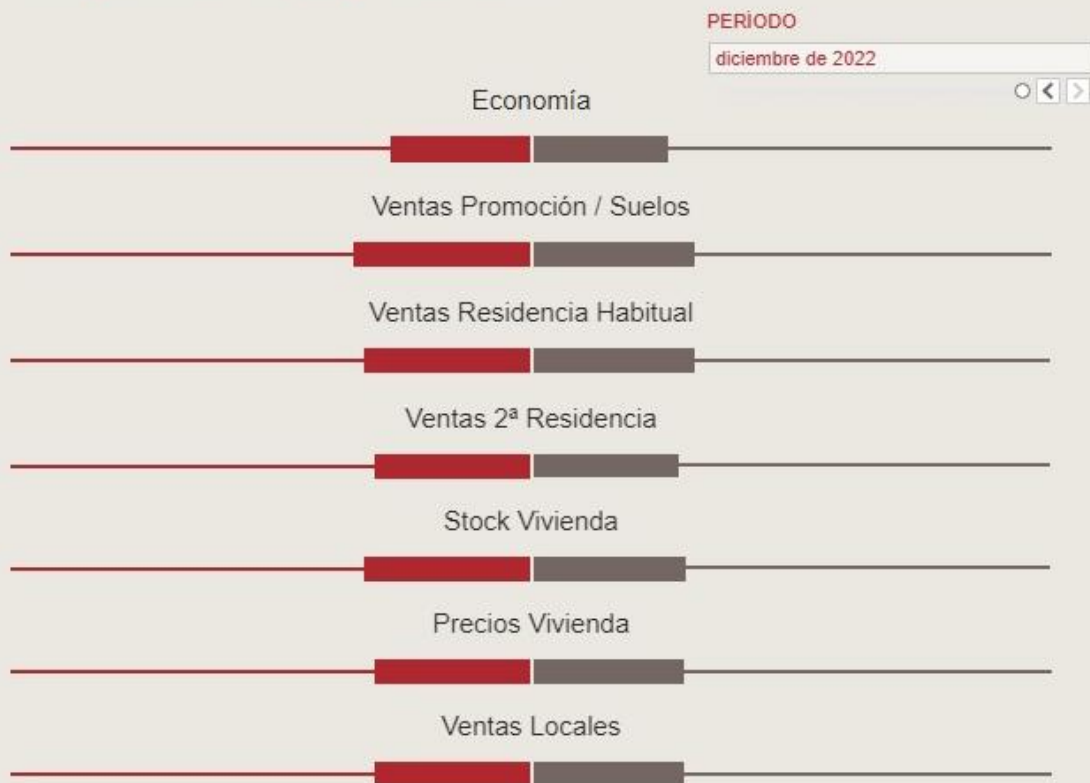 PERÍODO
diciembre de 2022
Economía
Ventas Promoción / Suelos
Ventas Residencia Habitual
Ventas 2ª Residencia
Stock Vivienda
Precios Vivienda
Ventas Locales